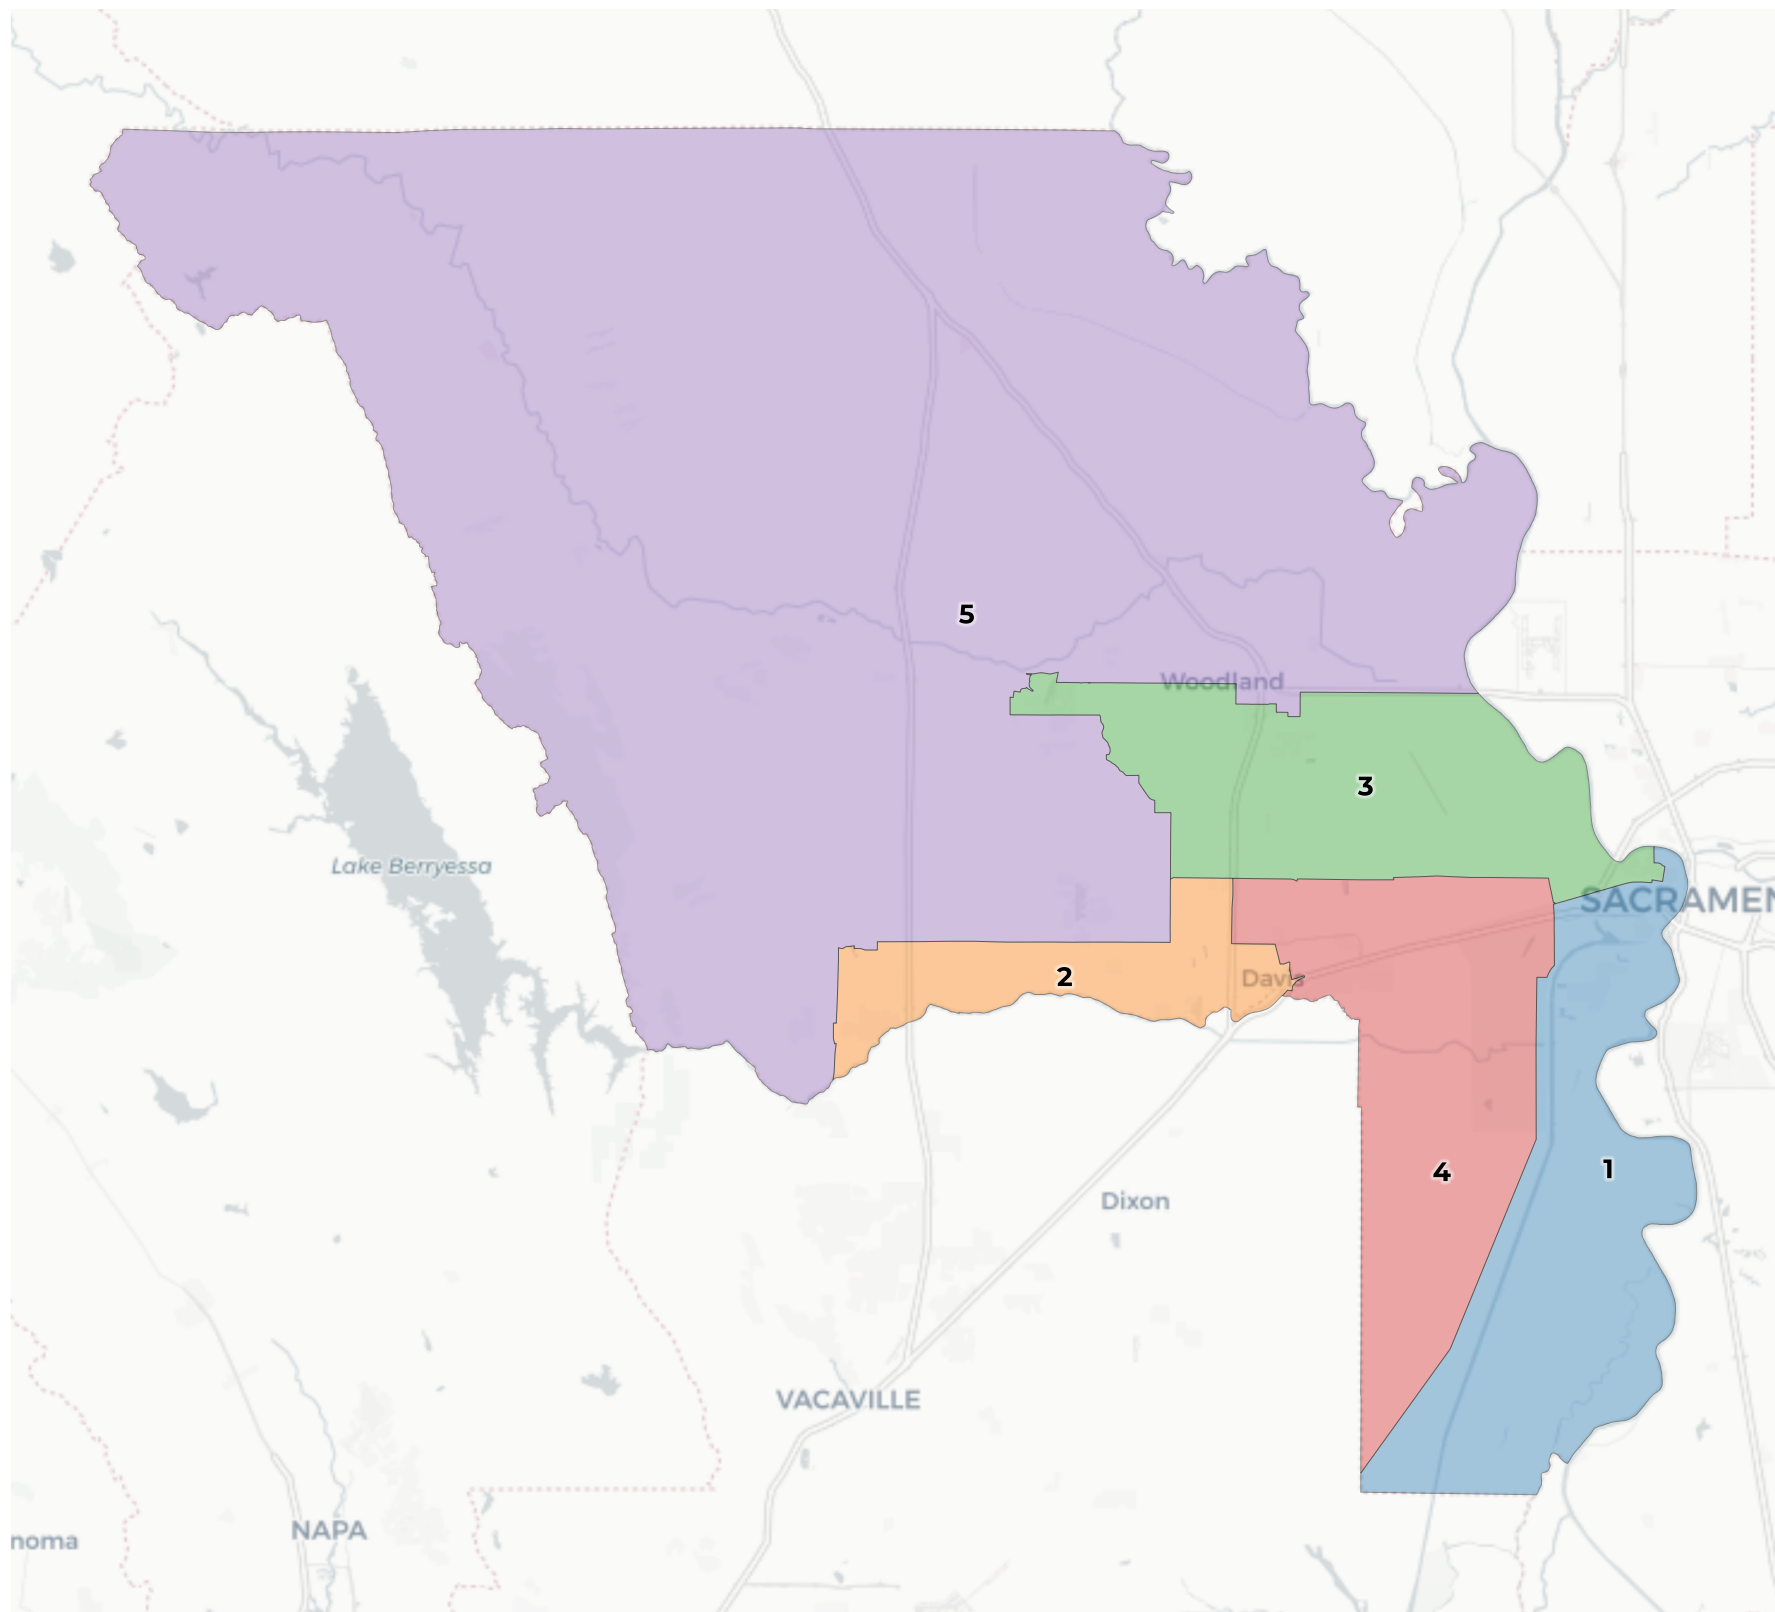 5
Woodland
3
Lake Berryessa
SACRAMEN
2
Davis
4
1
Dixon
VACAVILLE
NAPA
noma